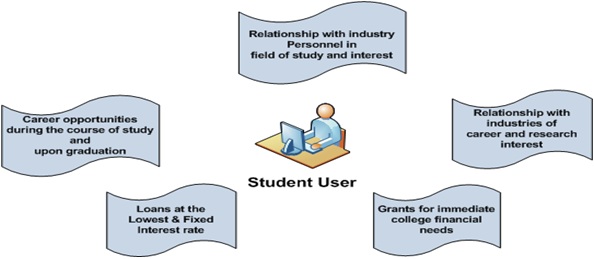 Relationship with industry
Personnel in
field of study and interest
Career opportunities
during the course of study
and
upon graduation
Relationship with
industries of
career and research
interest
Student User
Loans at the
Lowest & Fixed
Interest rate
Grants for immediate
college financial
needs